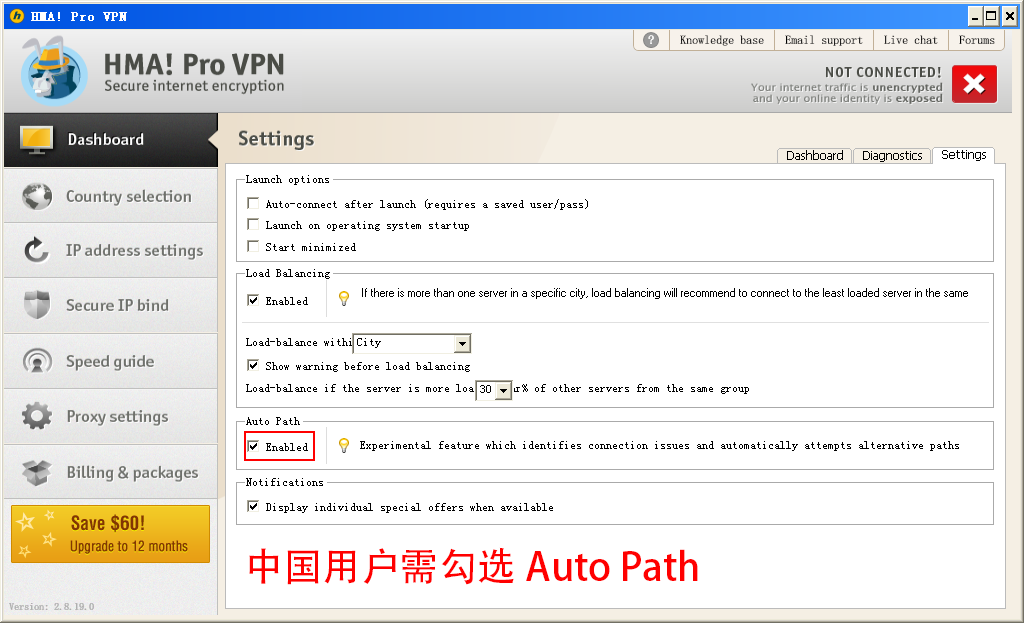 HMA! Pro VPN
Knowledge base
Email support
Live chat
Forums
HMA! Pro VPN
Secure internet encryption
NOT CONNECTED!
Your internet traffic is unencrypted
and your online identity is exposed
Dashboard
Country selection
IP address settings
Secure IP bind
Speed guide
Proxy settings
Billing & packages
Save $60!
Upgrade to 12 months
Version: 2.8.19.0
Settings
Dashboard
Diagnostics
Settings
Launch options
Auto-connect after launch (requires a saved user/pass)
Launch on operating system startup
Start minimized
Load Balancing
Enabled
If there is more than one server in a specific city, load balancing will recommend to connect to the least loaded server in the same
Load-balance withi City
Show warning before load balancing
Load-balance if the server is more loa 30 % of other servers from the same group
Auto Path
Enabled
Experimental feature which identifies connection issues and automatically attempts alternative paths
Notifications
Display individual special offers when available
中国用户需勾选 Auto Path